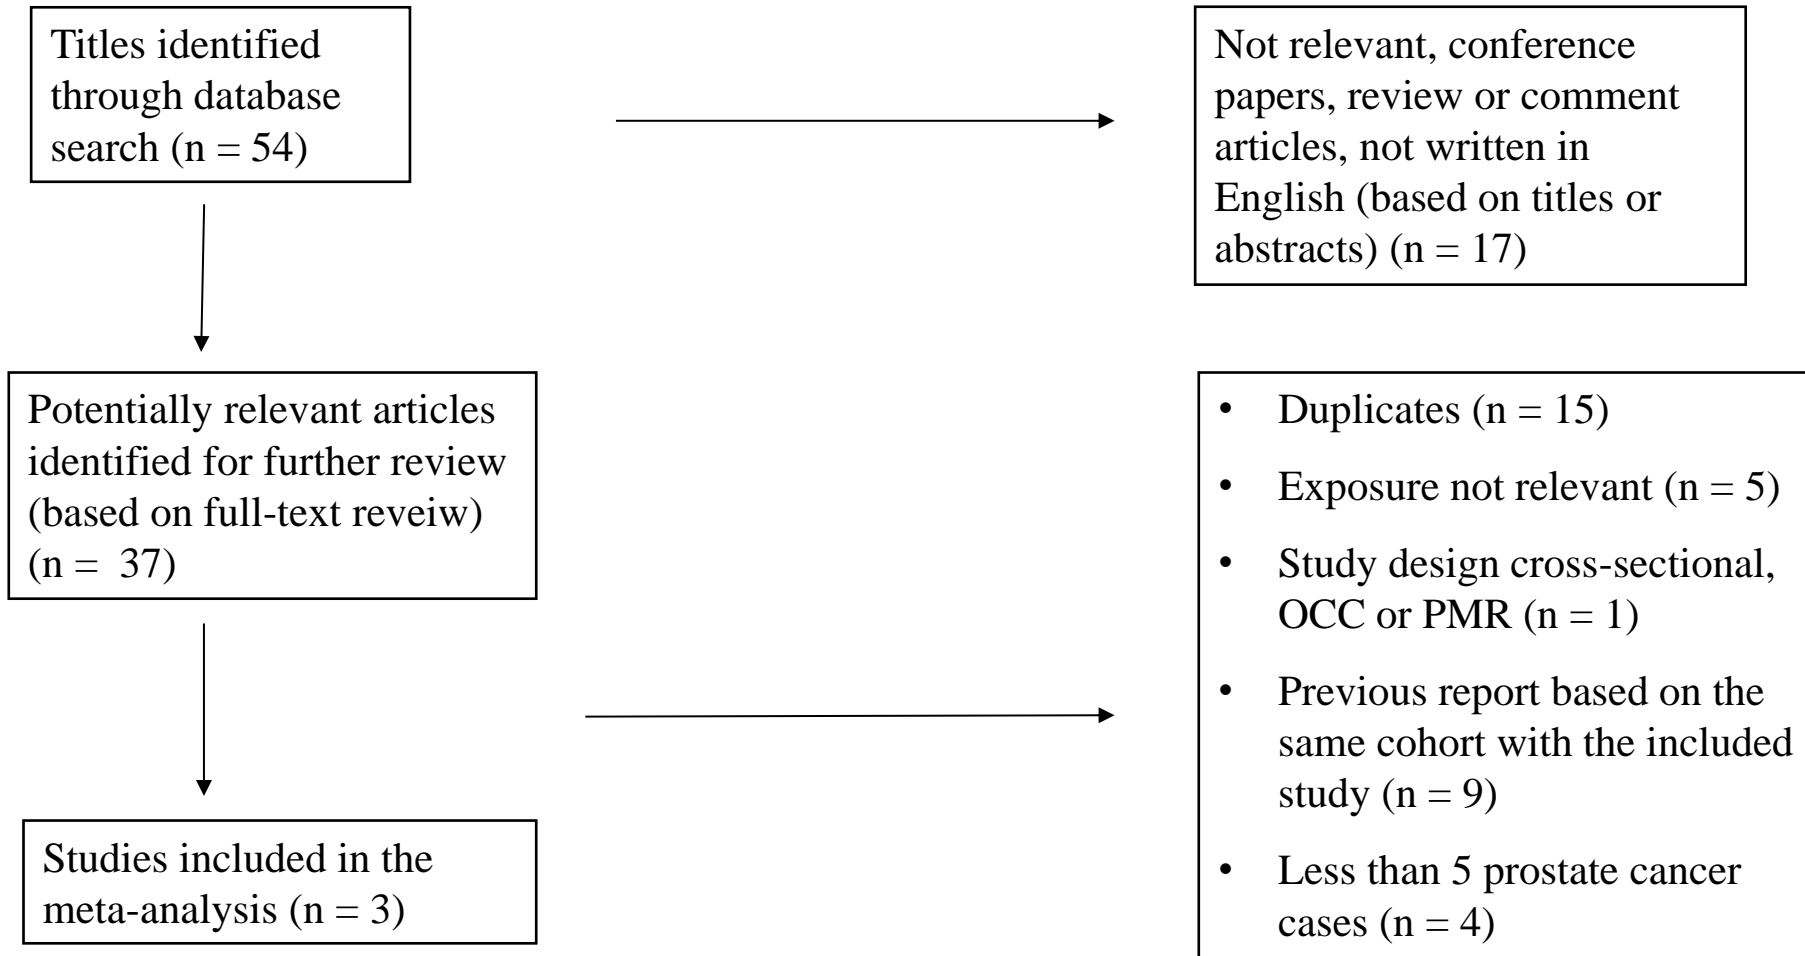 Titles identified
through database
search (n = 54)
Not relevant, conference
papers, review or comment
articles, not written in
English (based on titles or
abstracts) (n = 17)
Potentially relevant articles
identified for further review
(based on full-text reveiw)
(n =  37)
• Duplicates (n = 15)
• Exposure not relevant (n = 5)
• Study design cross-sectional,
OCC or PMR (n = 1)
• Previous report based on the
same cohort with the included
study (n = 9)
• Less than 5 prostate cancer
cases (n = 4)
Studies included in the
meta-analysis (n = 3)